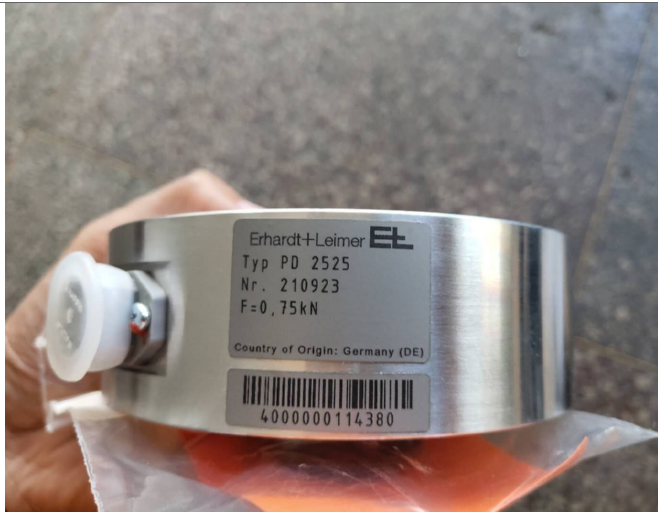 Erhardt+Leimer EL
Typ PD 2525
Nr. 210923
F=0,75kN
Country of Origin: Germany (DE)
4000000114380